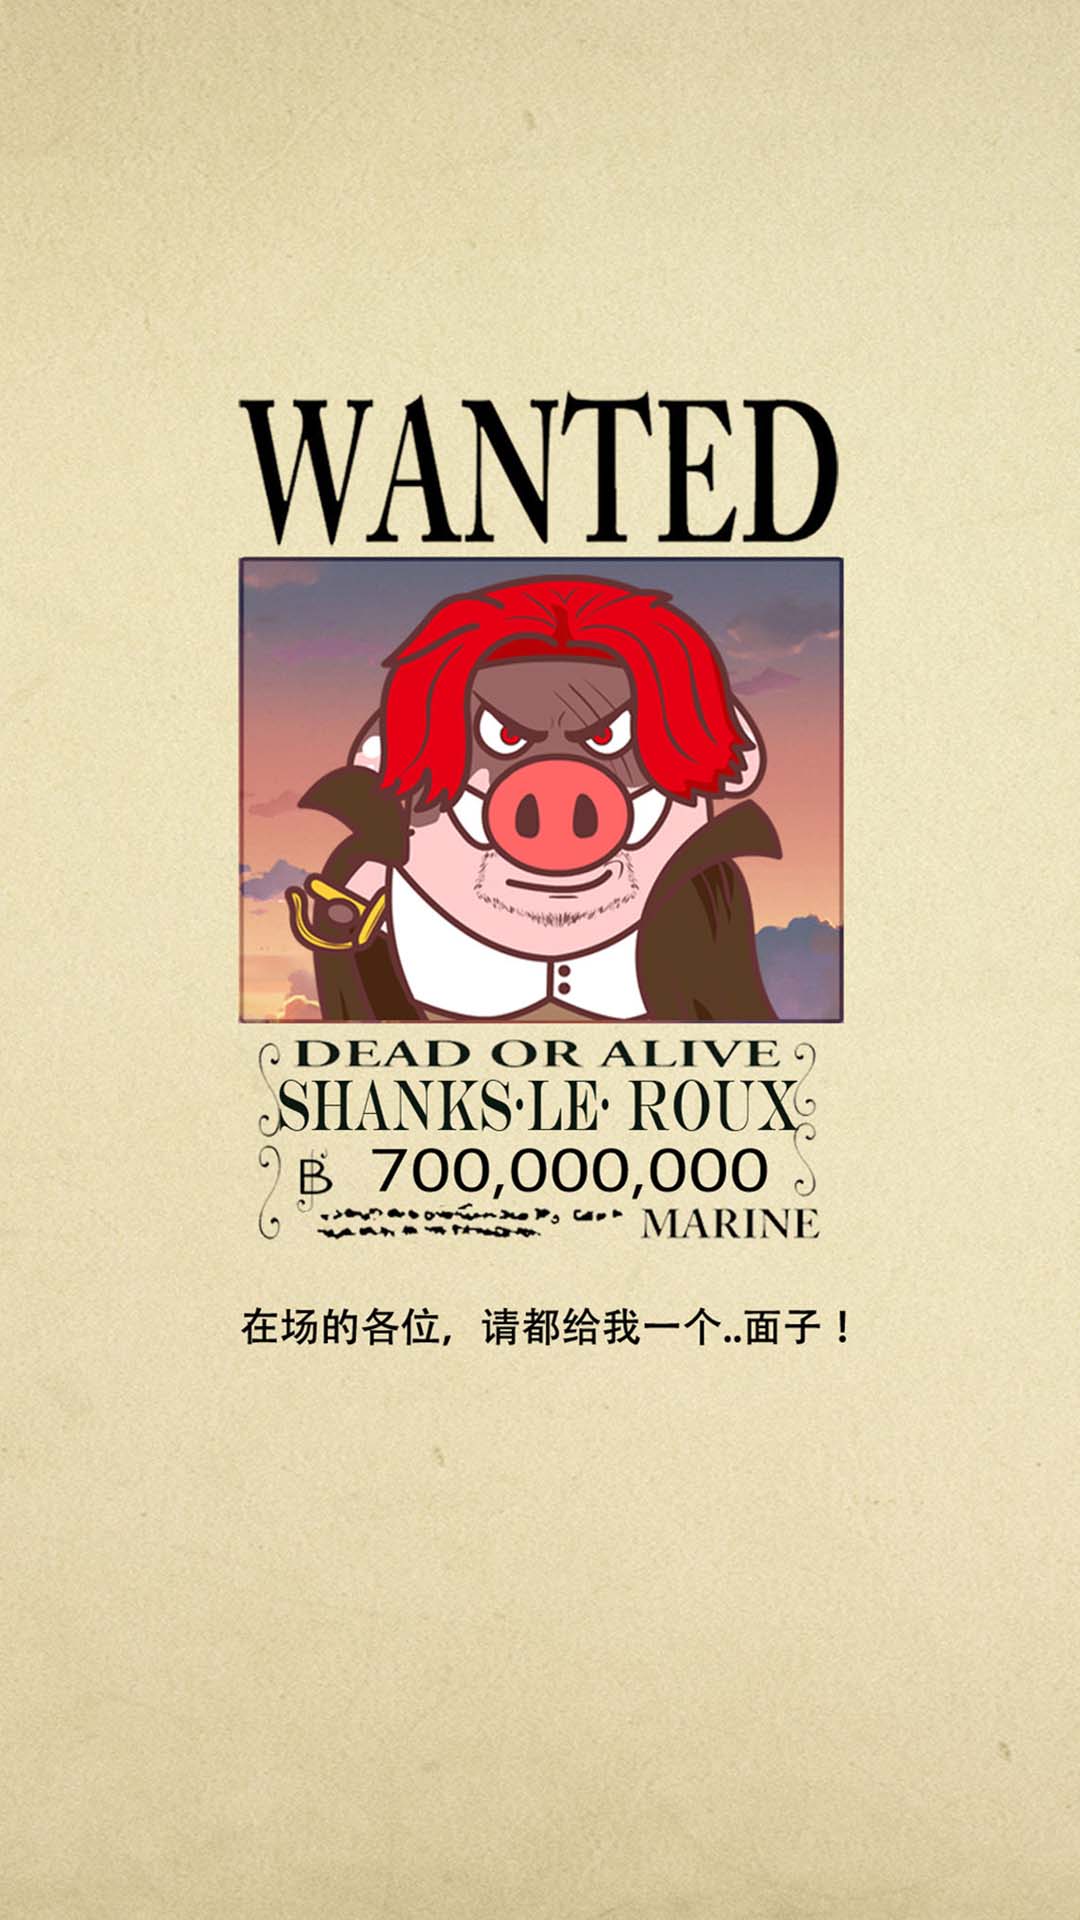 WANTED
DEAD OR ALIVE
SHANKS·LE· ROUX
฿ 700,000,000
MARINE
在场的各位，请都给我一个..面子！